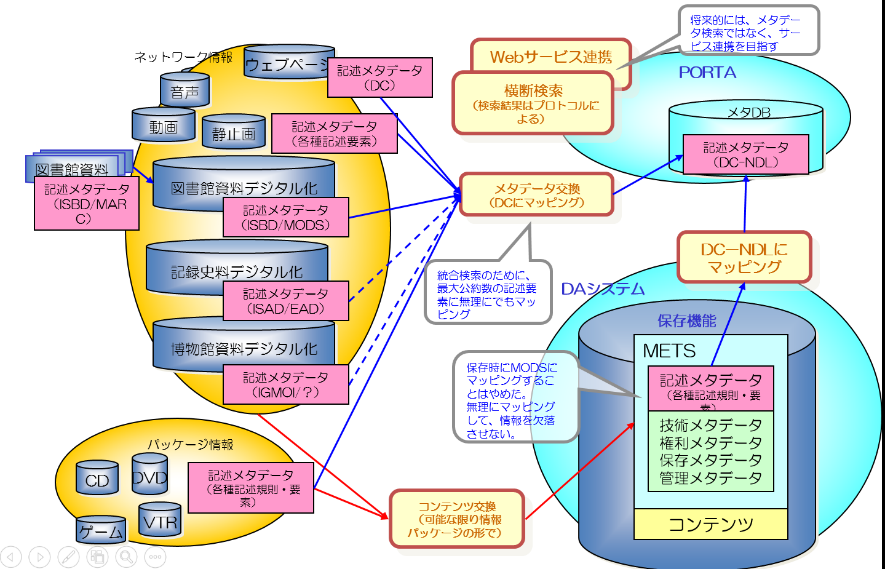 ネットワーク情報
ウェブページ
音声
動画
静止画
記述メタデータ
(DC)
記述メタデータ
(各種記述要素)
図書館資料
記述メタデータ
(ISBD/MAR
C)
図書館資料デジタル化
記述メタデータ
(ISBD/MODS)
記録史料デジタル化
記述メタデータ
(ISAD/EAD)
博物館資料デジタル化
記述メタデータ
(IGMOI/?)
パッケージ情報
CD
DVD
ゲーム
VTR
記述メタデータ
(各種記述規則・要
素)
Webサービス連携
横断検索
(検索結果はプロトコルに
よる)
将来的には、メタデー
タ検索ではなく、サー
ビス連携を目指す
メタデータ交換
(DCにマッピング)
統合検索のために、
最大公約数の記述要
素に無理にでもマッ
ピング
コンテンツ交換
(可能な限り情報
パッケージの形で)
PORTA
メタDB
記述メタデータ
(DC-NDL)
DC-NDLに
マッピング
DAシステム
保存機能
METS
保存時にMODSに
マッピングするこ
とはやめた。
無理にマッピング
して、情報を欠落
させない。
記述メタデータ
(各種記述規則・要
素)
技術メタデータ
権利メタデータ
保存メタデータ
管理メタデータ
コンテンツ